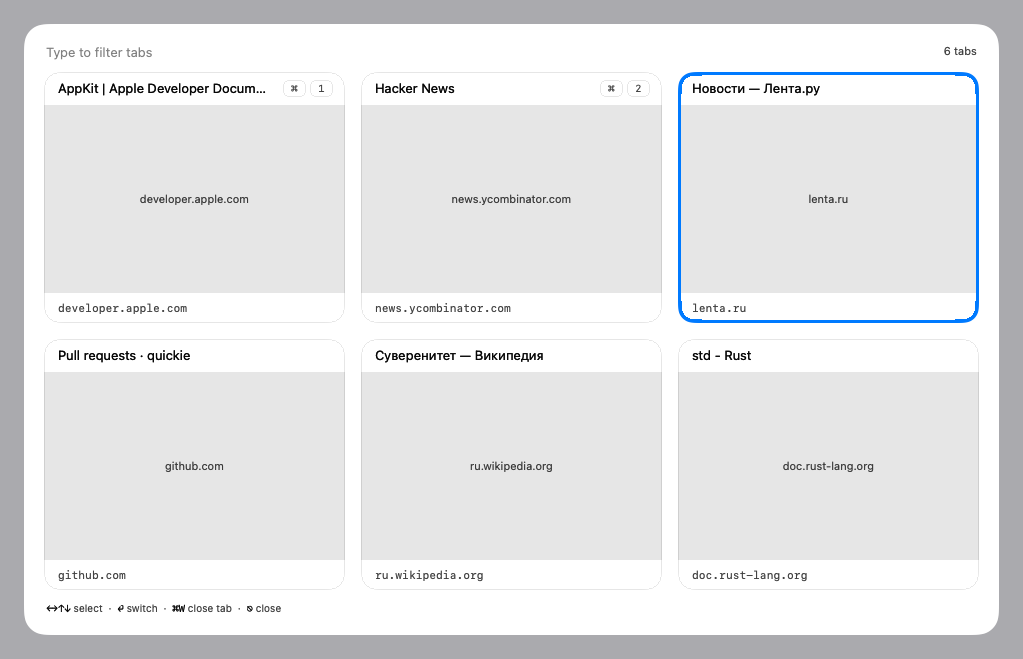 Type to filter tabs
6 tabs
AppKit | Apple Developer Docum... ⌘ 1
Hacker News ⌘ 2
Новости — Лента.ру
developer.apple.com
news.ycombinator.com
lenta.ru
developer.apple.com
news.ycombinator.com
lenta.ru
Pull requests · quickie
Суверенитет — Википедия
std - Rust
github.com
ru.wikipedia.org
doc.rust-lang.org
github.com
ru.wikipedia.org
doc.rust-lang.org
↔↑↓ select · ↲ switch · ⌘W close tab · ⎋ close